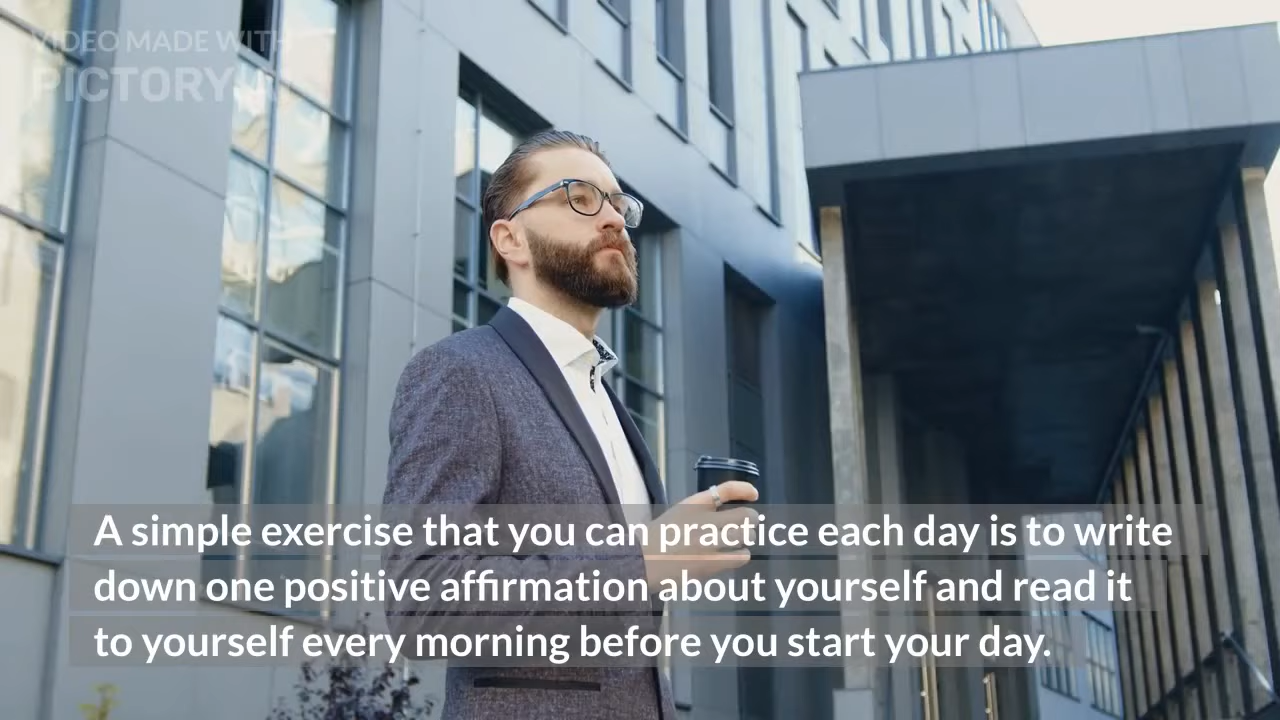 VIDEO MADE WITH
PICTORY.AI
A simple exercise that you can practice each day is to write
down one positive affirmation about yourself and read it
to yourself every morning before you start your day.